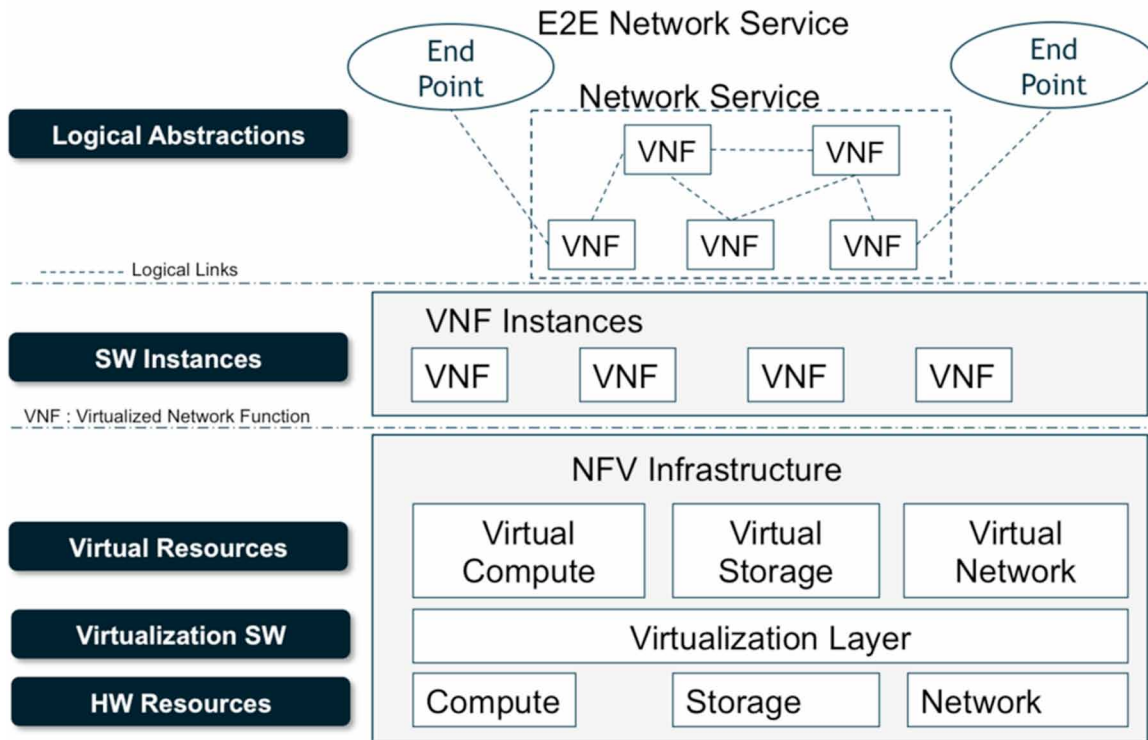 E2E Network Service
End
Point
End
Point
Network Service
Logical Abstractions
VNF
VNF
VNF
VNF
VNF
Logical Links
VNF Instances
SW Instances
VNF
VNF
VNF
VNF
VNF : Virtualized Network Function
NFV Infrastructure
Virtual Resources
Virtual
Compute
Virtual
Storage
Virtual
Network
Virtualization SW
Virtualization Layer
HW Resources
Compute
Storage
Network